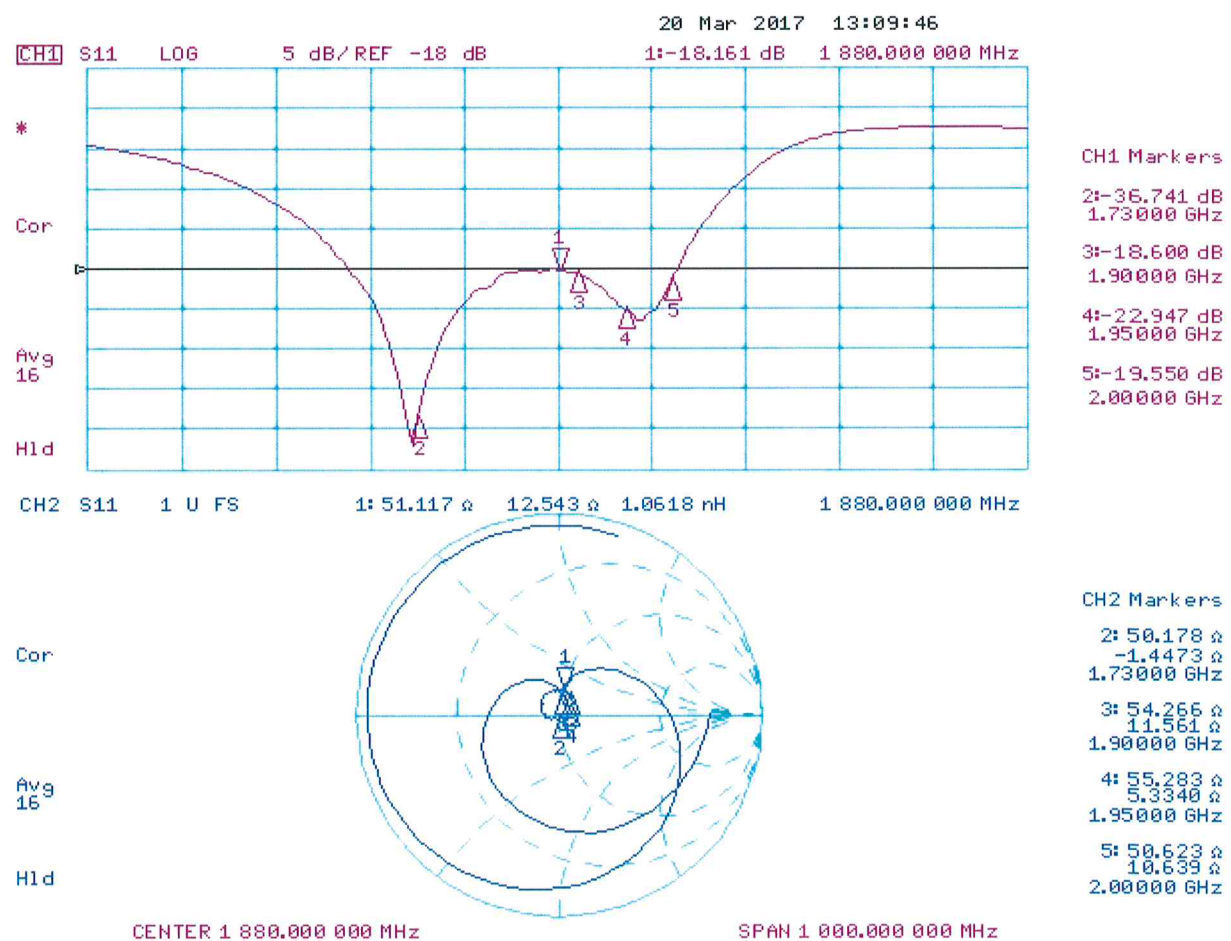 20 Mar 2017 13:09:46
CH1 S11 LOG 5 dB/REF -18 dB 1:-18.161 dB 1 880.000 000 MHz
*
Cor
Avg
16
Hld
1
2
3
4
5
CH1 Markers
2:-36.741 dB
1.73000 GHz
3:-18.600 dB
1.90000 GHz
4:-22.947 dB
1.95000 GHz
5:-19.550 dB
2.00000 GHz
CH2 S11 1 U FS 1: 51.117 Ω 12.543 Ω 1.0618 nH 1 880.000 000 MHz
Cor
Avg
16
Hld
1
2
4
CH2 Markers
2: 50.178 Ω
-1.4473 Ω
1.73000 GHz
3: 54.266 Ω
11.561 Ω
1.90000 GHz
4: 55.283 Ω
5.3340 Ω
1.95000 GHz
5: 50.623 Ω
10.639 Ω
2.00000 GHz
CENTER 1 880.000 000 MHz SPAN 1 000.000 000 MHz